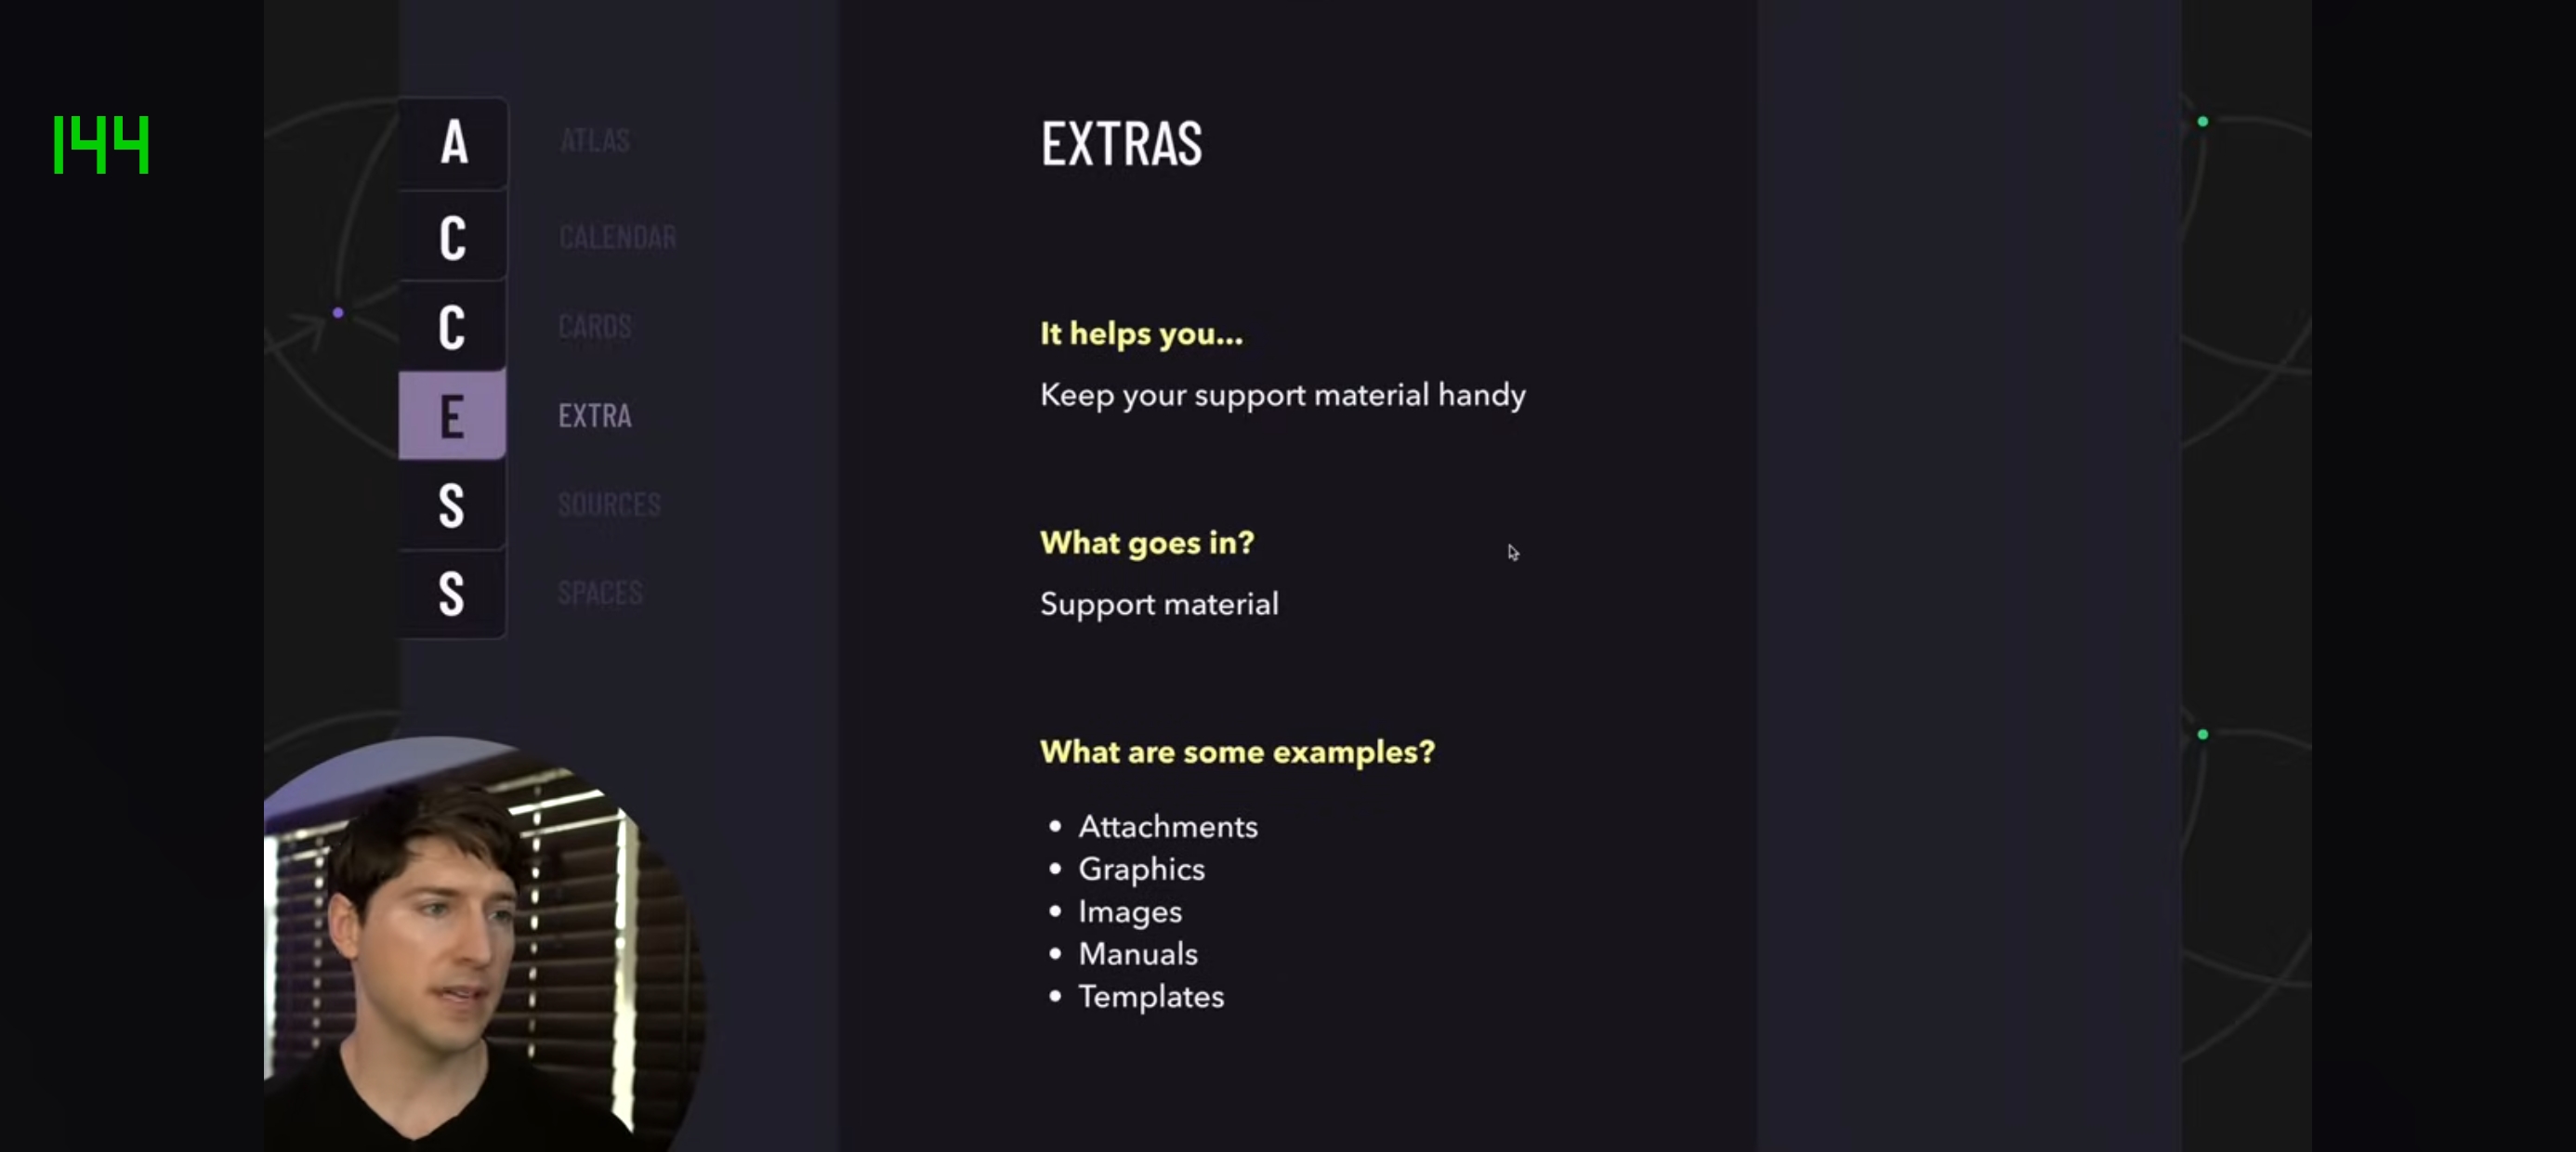 144
A ATLAS
C CALENDAR
C CARDS
E EXTRA
S SOURCES
S SPACES
EXTRAS
It helps you...
Keep your support material handy
What goes in?
Support material
What are some examples?
• Attachments
• Graphics
• Images
• Manuals
• Templates